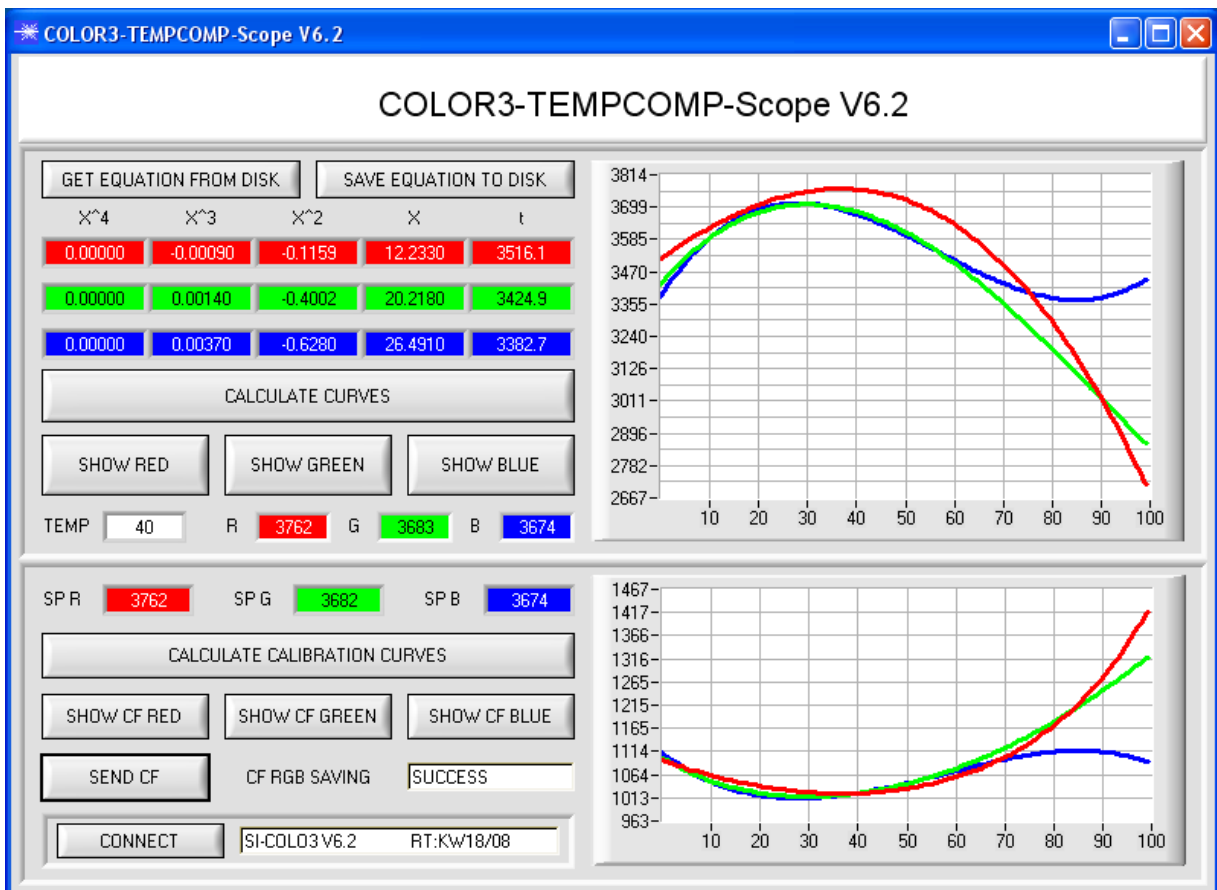 COLOR3-TEMPCOMP-Scope V6.2
COLOR3-TEMPCOMP-Scope V6.2
GET EQUATION FROM DISK SAVE EQUATION TO DISK
X^4 X^3 X^2 X t
0.00000 -0.00090 -0.1159 12.2330 3516.1
0.00000 0.00140 -0.4002 20.2180 3424.9
0.00000 0.00370 -0.6280 26.4910 3382.7
CALCULATE CURVES
SHOW RED SHOW GREEN SHOW BLUE
TEMP 40 R 3762 G 3683 B 3674
3814
3699
3585
3470
3355
3240
3126
3011
2896
2782
2667
10 20 30 40 50 60 70 80 90 100
SP R 3762 SP G 3682 SP B 3674
CALCULATE CALIBRATION CURVES
SHOW CF RED SHOW CF GREEN SHOW CF BLUE
SEND CF CF RGB SAVING SUCCESS
CONNECT SI-COLO3 V6.2 RT:KW18/08
1467
1417
1366
1316
1265
1215
1165
1114
1064
1013
963
10 20 30 40 50 60 70 80 90 100